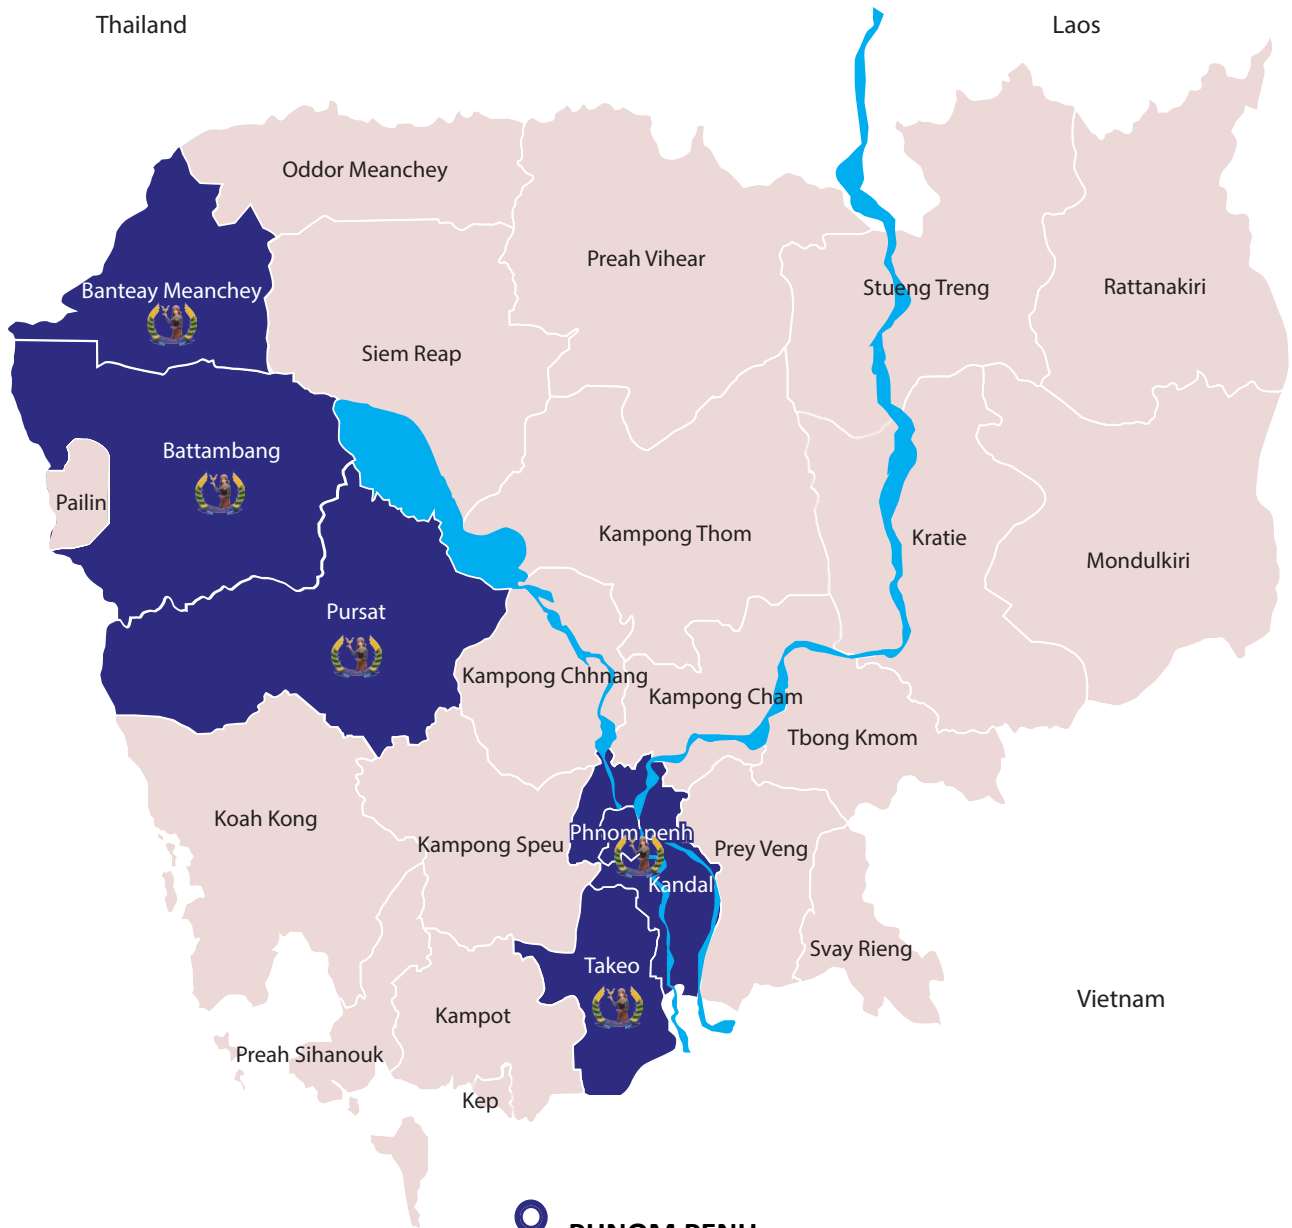 Thailand
Laos
Oddor Meanchey
Preah Vihear
Stueng Treng
Rattanakiri
Banteay Meanchey
Siem Reap
Battambang
Pailin
Kampong Thom
Kratie
Mondulkiri
Pursat
Kampong Chhnang
Kampong Cham
Tbong Kmom
Koah Kong
Kampong Speu
Phnom penh
Prey Veng
Kandal
Svay Rieng
Takeo
Vietnam
Kampot
Preah Sihanouk
Kep
PHNOM PENH